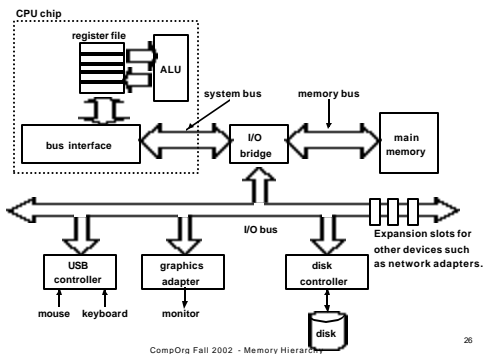 CPU chip
register file
ALU
system bus
memory bus
bus interface
I/O
bridge
main
memory
I/O bus
Expansion slots for
other devices such
as network adapters.
USB
controller
graphics
adapter
disk
controller
mouse
keyboard
monitor
disk
CompOrg Fall 2002 - Memory Hierarchy
26